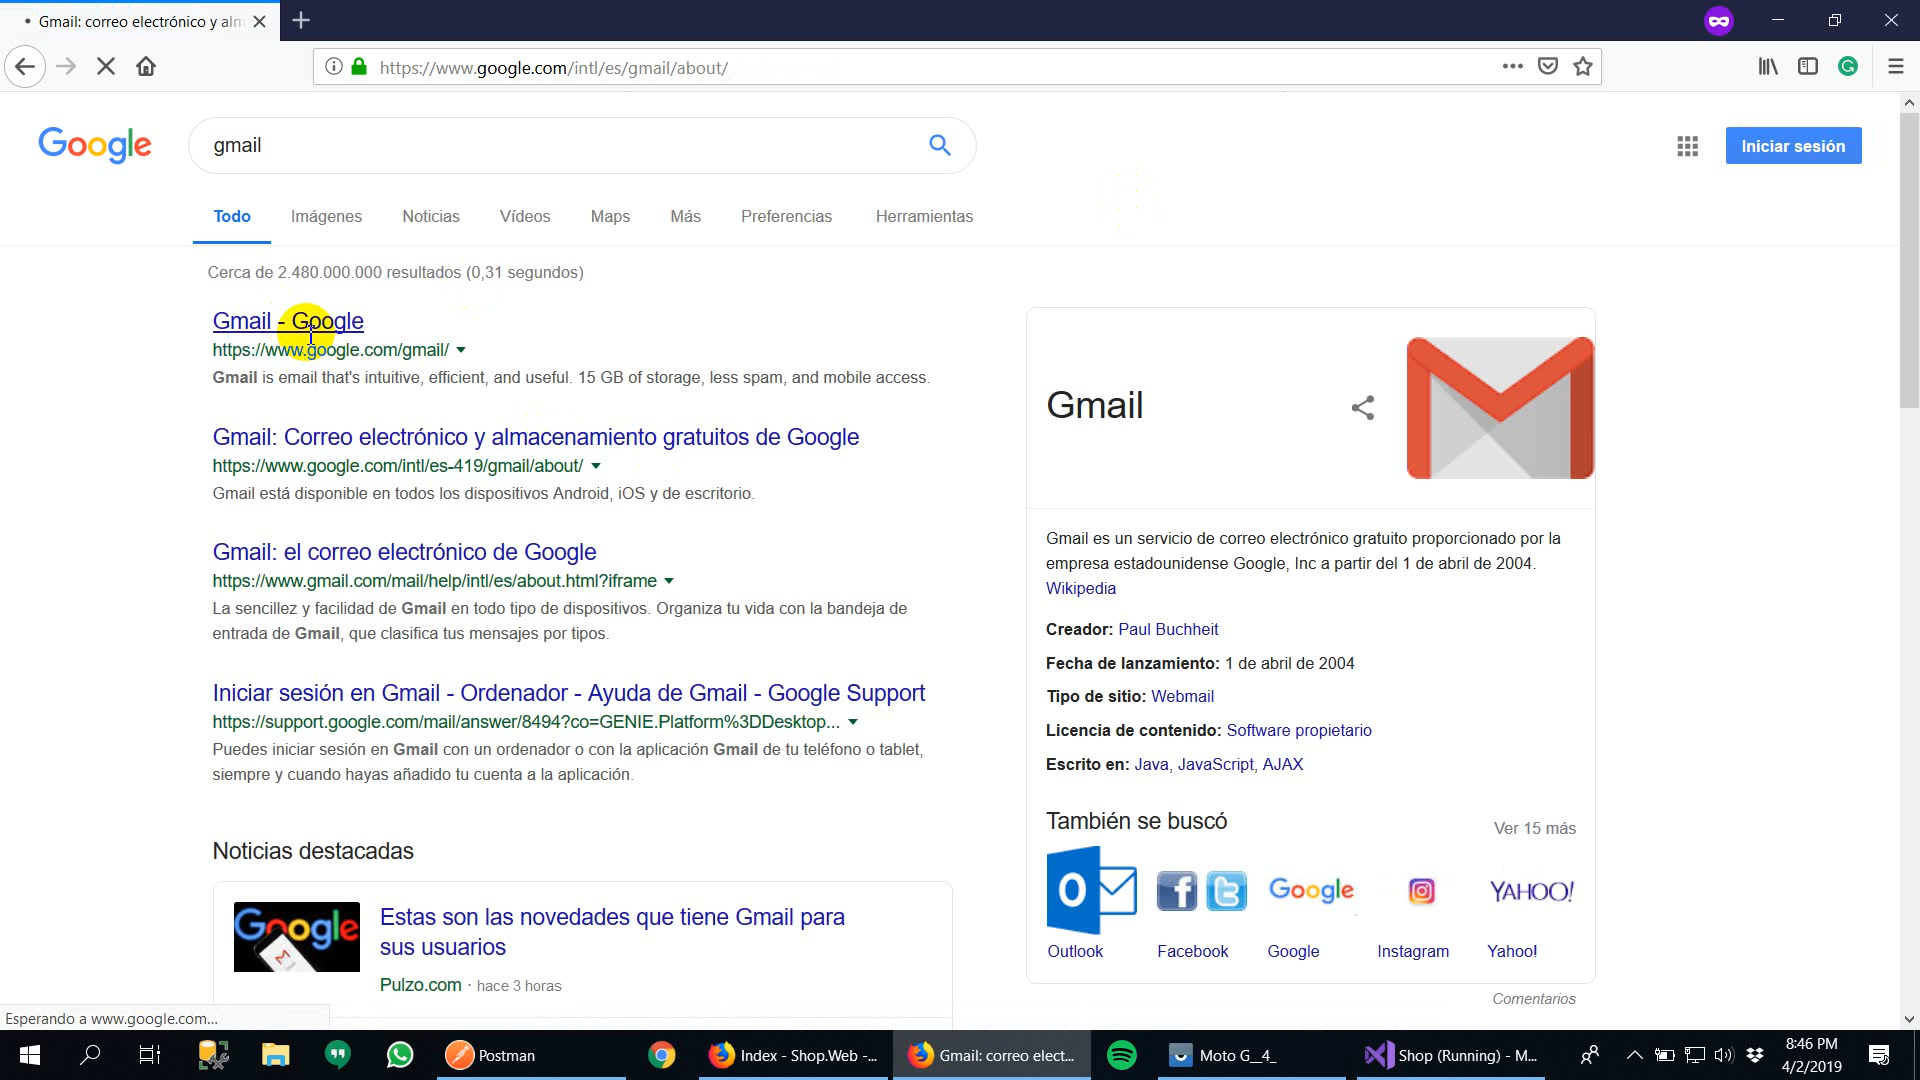 Gmail: correo electrónico y alm
https://www.google.com/intl/es/gmail/about/
Google
gmail
Iniciar sesión
Todo
Imágenes
Noticias
Vídeos
Maps
Más
Preferencias
Herramientas
Cerca de 2.480.000.000 resultados (0,31 segundos)
Gmail - Google
https://www.google.com/gmail/
Gmail is email that's intuitive, efficient, and useful. 15 GB of storage, less spam, and mobile access.
Gmail: Correo electrónico y almacenamiento gratuitos de Google
https://www.google.com/intl/es-419/gmail/about/
Gmail está disponible en todos los dispositivos Android, iOS y de escritorio.
Gmail: el correo electrónico de Google
https://www.gmail.com/mail/help/intl/es/about.html?iframe
La sencillez y facilidad de Gmail en todo tipo de dispositivos. Organiza tu vida con la bandeja de
entrada de Gmail, que clasifica tus mensajes por tipos.
Iniciar sesión en Gmail - Ordenador - Ayuda de Gmail - Google Support
https://support.google.com/mail/answer/8494?co=GENIE.Platform%3DDesktop...
Puedes iniciar sesión en Gmail con un ordenador o con la aplicación Gmail de tu teléfono o tablet,
siempre y cuando hayas añadido tu cuenta a la aplicación.
Noticias destacadas
Google
Estas son las novedades que tiene Gmail para
sus usuarios
Pulzo.com · hace 3 horas
Gmail
Gmail es un servicio de correo electrónico gratuito proporcionado por la
empresa estadounidense Google, Inc a partir del 1 de abril de 2004.
Wikipedia
Creador: Paul Buchheit
Fecha de lanzamiento: 1 de abril de 2004
Tipo de sitio: Webmail
Licencia de contenido: Software propietario
Escrito en: Java, JavaScript, AJAX
También se buscó
Ver 15 más
Google
YAHOO!
Outlook
Facebook
Google
Instagram
Yahoo!
Comentarios
Esperando a www.google.com...
Postman
Index - Shop.Web -...
Gmail: correo elect...
Moto G__4_
Shop (Running) - M...
8:46 PM
4/2/2019